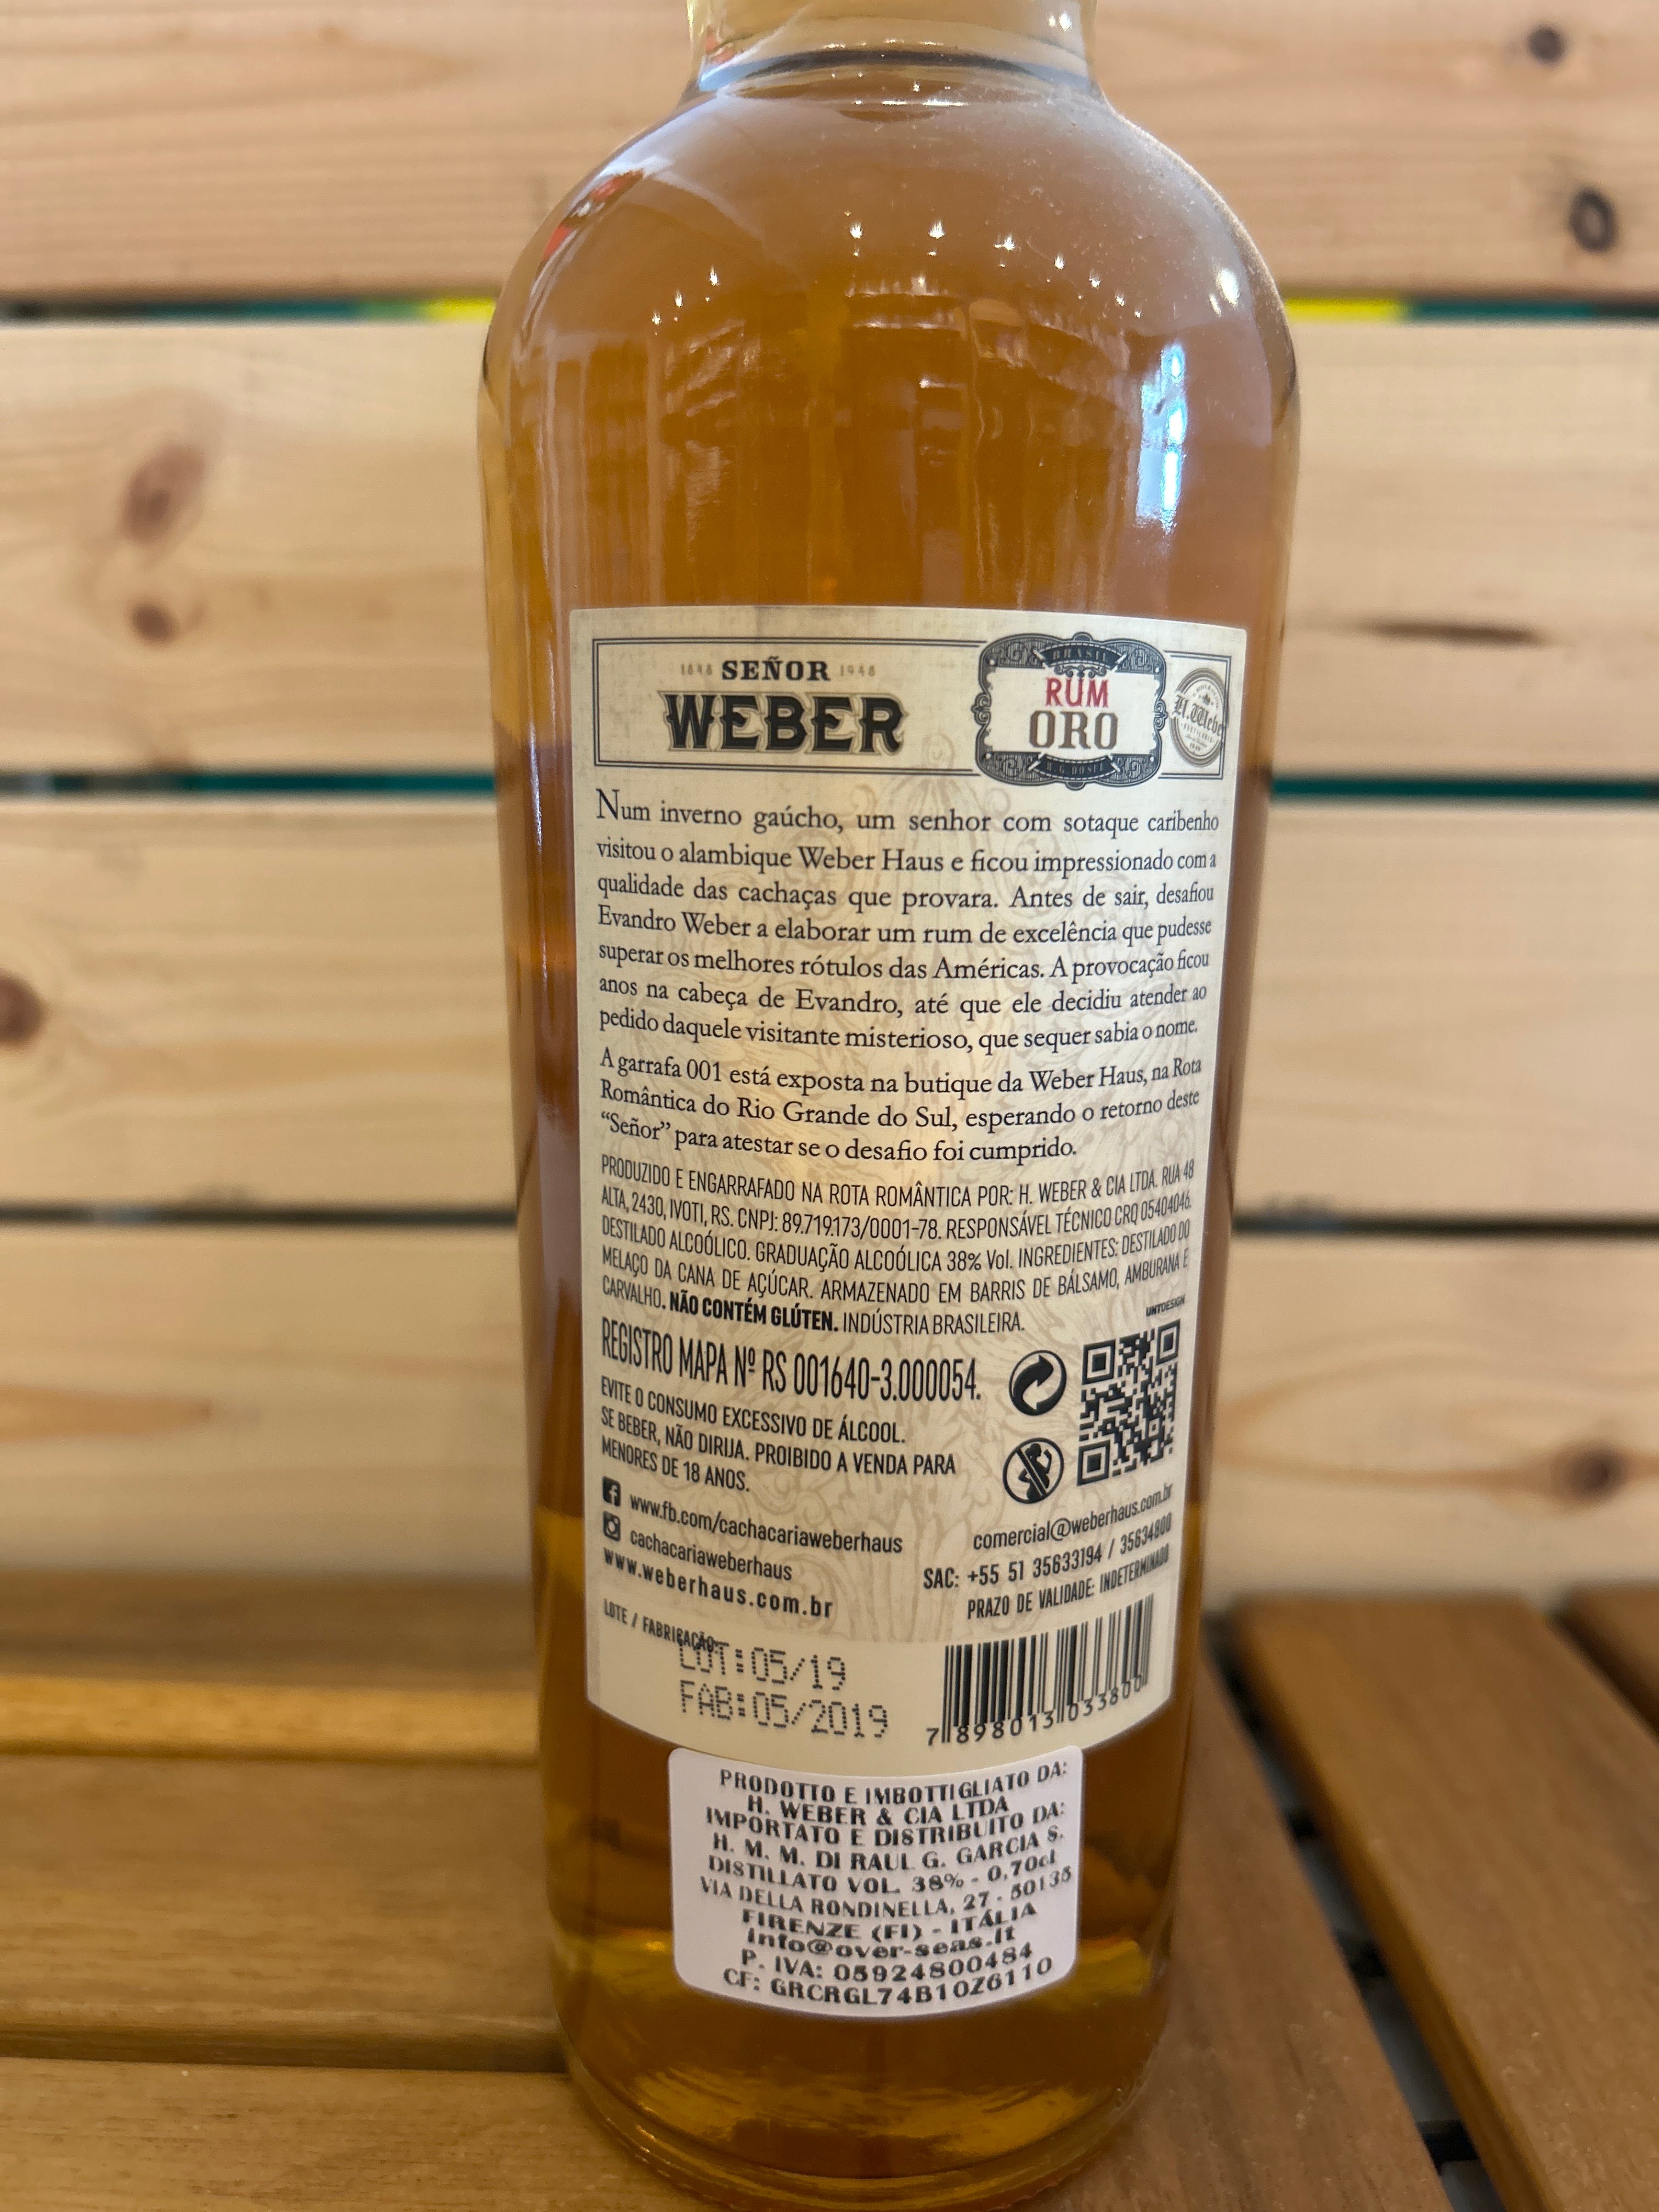 1848 SEÑOR 1948
WEBER
BRASIL
RUM
ORO
H. Weber
Num inverno gaúcho, um senhor com sotaque caribenho
visitou o alambique Weber Haus e ficou impressionado com a
qualidade das cachaças que provara. Antes de sair, desafiou
Evandro Weber a elaborar um rum de excelência que pudesse
superar os melhores rótulos das Américas. A provocação ficou
anos na cabeça de Evandro, até que ele decidiu atender ao
pedido daquele visitante misterioso, que sequer sabia o nome.
A garrafa 001 está exposta na butique da Weber Haus, na Rota
Romântica do Rio Grande do Sul, esperando o retorno deste
“Señor” para atestar se o desafio foi cumprido.
PRODUZIDO E ENGARRAFADO NA ROTA ROMÂNTICA POR: H. WEBER & CIA LTDA. RUA 48
ALTA, 2430, IVOTI, RS. CNPJ: 89.719.173/0001-78. RESPONSÁVEL TÉCNICO CRQ 05404046.
DESTILADO ALCOÓLICO. GRADUAÇÃO ALCOÓLICA 38% Vol. INGREDIENTES: DESTILADO DO
MELAÇO DA CANA DE AÇÚCAR. ARMAZENADO EM BARRIS DE BÁLSAMO, AMBURANA E
CARVALHO. NÃO CONTÉM GLÚTEN. INDÚSTRIA BRASILEIRA.
UNTDESIGN
REGISTRO MAPA Nº RS 001640-3.000054.
EVITE O CONSUMO EXCESSIVO DE ÁLCOOL.
SE BEBER, NÃO DIRIJA. PROIBIDO A VENDA PARA
MENORES DE 18 ANOS.
www.fb.com/cachacariaweberhaus
cachacariaweberhaus
www.weberhaus.com.br
comercial@weberhaus.com.br
SAC: +55 51 35633194 / 35634800
PRAZO DE VALIDADE: INDETERMINADO
LOTE / FABRICAÇÃO:
LOT:05/19
FAB:05/2019
7 898013 033800
PRODOTTO E IMBOTTIGLIATO DA:
H. WEBER & CIA LTDA
IMPORTATO E DISTRIBUITO DA:
H. M. M. DI RAUL G. GARCIA S.
DISTILLATO VOL. 38% - 0,70cl
VIA DELLA RONDINELLA, 27 - 50135
FIRENZE (FI) - ITÁLIA
info@over-seas.it
P. IVA: 05924800484
CF: GRCRGL74B10Z6110